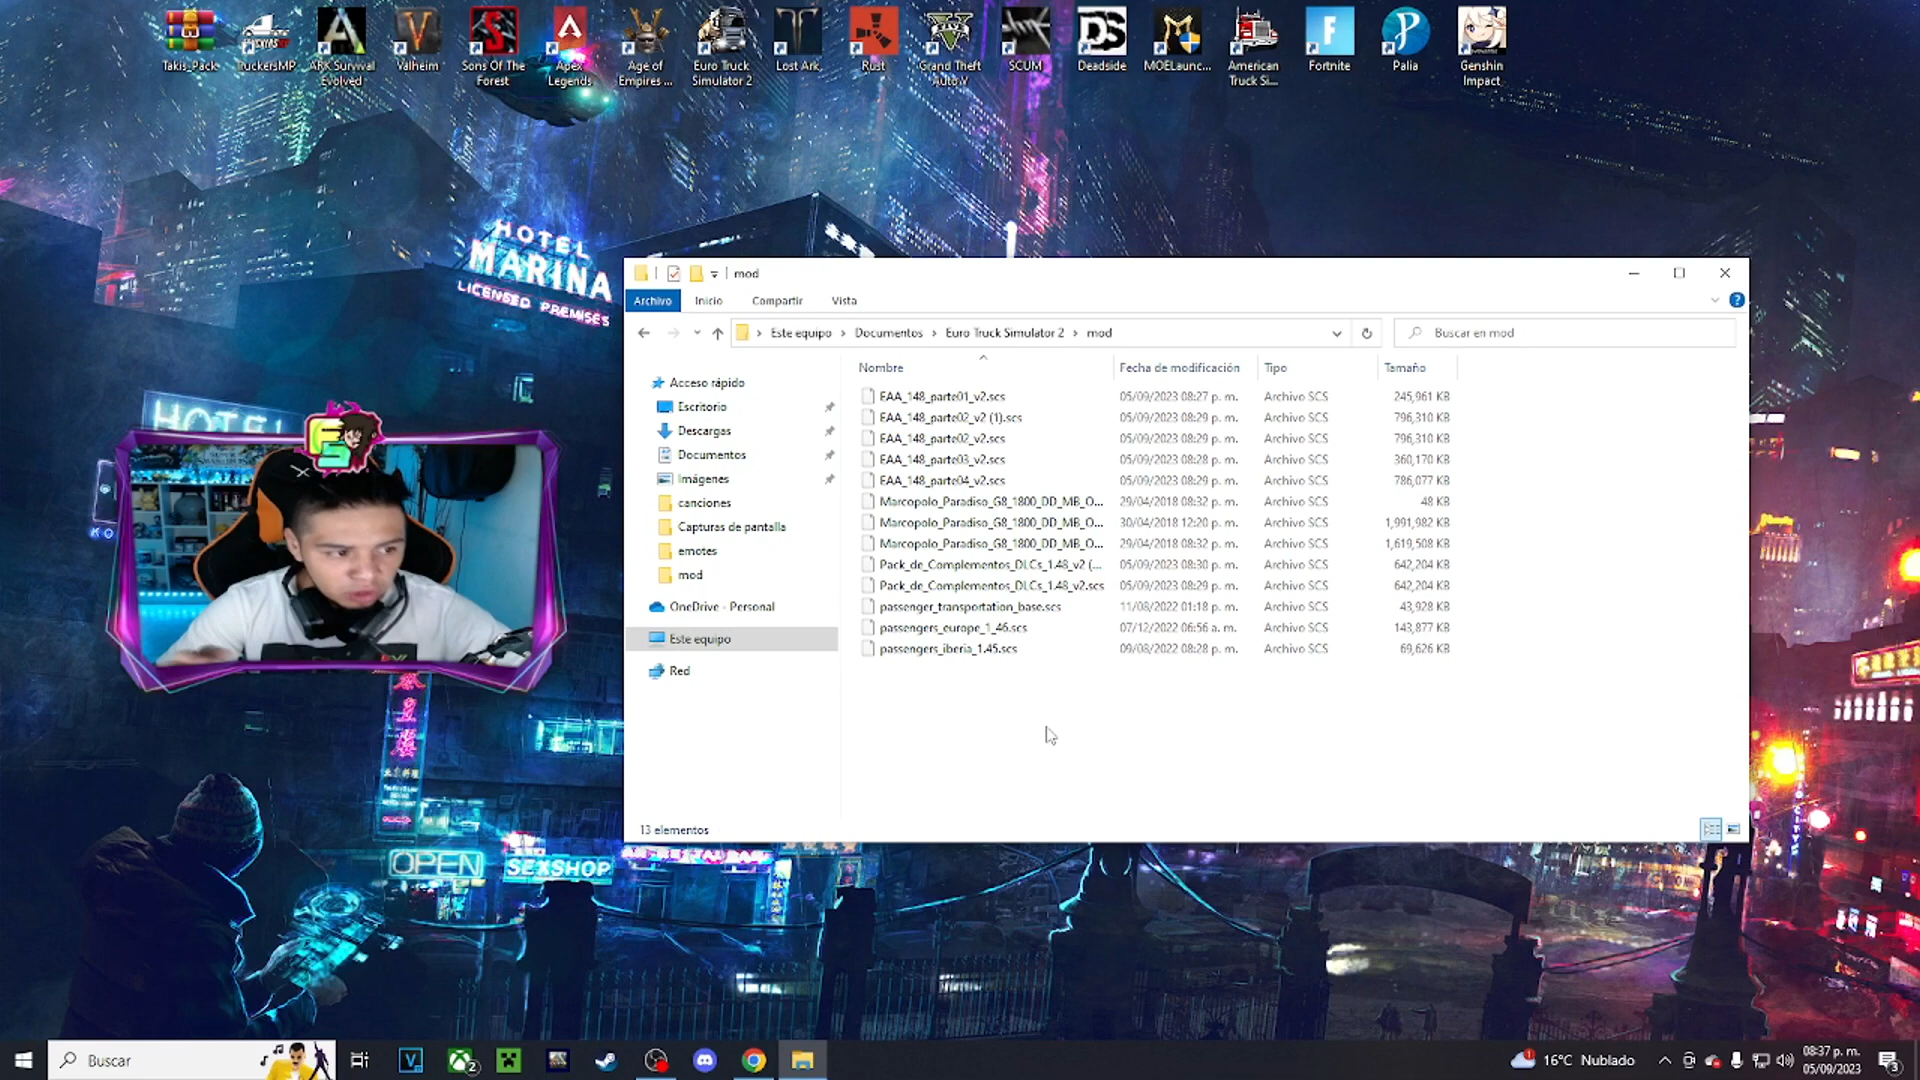 Takis_Pack
TruckersMP
ARK Survival
Evolved
Valheim
Sons Of The
Forest
Apex
Legends
Age of
Empires ...
Euro Truck
Simulator 2
Lost Ark
Rust
Grand Theft
Auto V
SCUM
Deadside
MOELaunc...
American
Truck Si...
Fortnite
Palia
Genshin
Impact
HOTEL
MARINA
LICENSED PREMISES
HOTEL
mod
Archivo
Inicio
Compartir
Vista
Este equipo > Documentos > Euro Truck Simulator 2 > mod
Buscar en mod
Nombre
Fecha de modificación
Tipo
Tamaño
Acceso rápido
Escritorio
Descargas
Documentos
Imágenes
canciones
Capturas de pantalla
emotes
mod
OneDrive - Personal
Este equipo
Red
EAA_148_parte01_v2.scs 05/09/2023 08:27 p. m. Archivo SCS 245,961 KB
EAA_148_parte02_v2 (1).scs 05/09/2023 08:29 p. m. Archivo SCS 796,310 KB
EAA_148_parte02_v2.scs 05/09/2023 08:29 p. m. Archivo SCS 796,310 KB
EAA_148_parte03_v2.scs 05/09/2023 08:28 p. m. Archivo SCS 360,170 KB
EAA_148_parte04_v2.scs 05/09/2023 08:29 p. m. Archivo SCS 786,077 KB
Marcopolo_Paradiso_G8_1800_DD_MB_O... 29/04/2018 08:32 p. m. Archivo SCS 48 KB
Marcopolo_Paradiso_G8_1800_DD_MB_O... 30/04/2018 12:20 p. m. Archivo SCS 1,991,982 KB
Marcopolo_Paradiso_G8_1800_DD_MB_O... 29/04/2018 08:32 p. m. Archivo SCS 1,619,508 KB
Pack_de_Complementos_DLCs_1.48_v2 (... 05/09/2023 08:30 p. m. Archivo SCS 642,204 KB
Pack_de_Complementos_DLCs_1.48_v2.scs 05/09/2023 08:29 p. m. Archivo SCS 642,204 KB
passenger_transportation_base.scs 11/08/2022 01:18 p. m. Archivo SCS 43,928 KB
passengers_europe_1_46.scs 07/12/2022 06:56 a. m. Archivo SCS 143,877 KB
passengers_iberia_1.45.scs 09/08/2022 08:28 p. m. Archivo SCS 69,626 KB
13 elementos
OPEN
SEXSHOP
Buscar
16°C Nublado
08:37 p. m.
05/09/2023